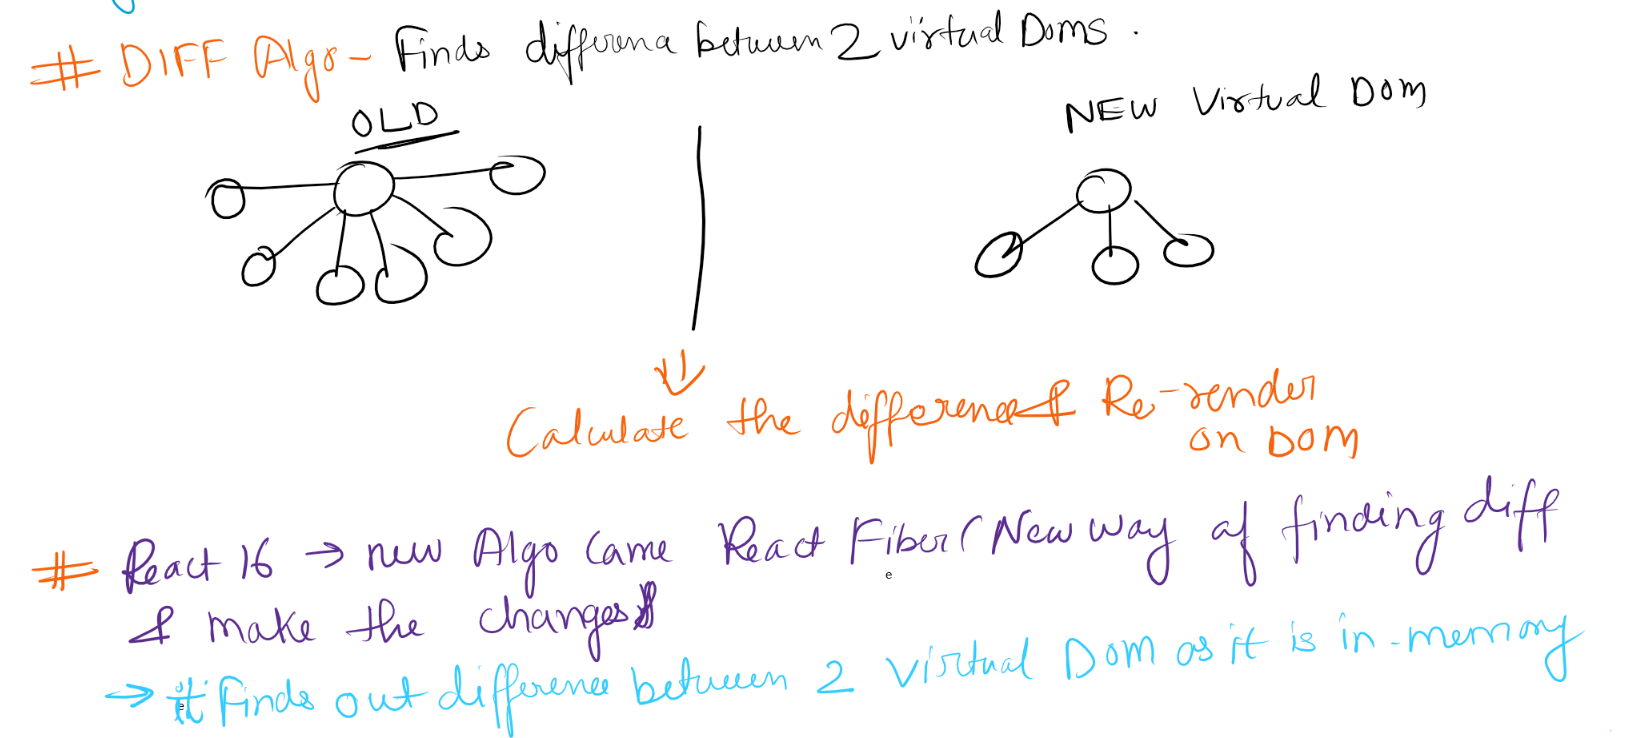 # DIFF Algo - Finds difference between 2 virtual Doms.
OLD
NEW Virtual DOM
Calculate the difference & Re-render
on DOM
# React 16 → new Algo came React Fiber (New way of finding diff
& make the changes)
→ it finds out difference between 2 virtual Dom as it is in-memory